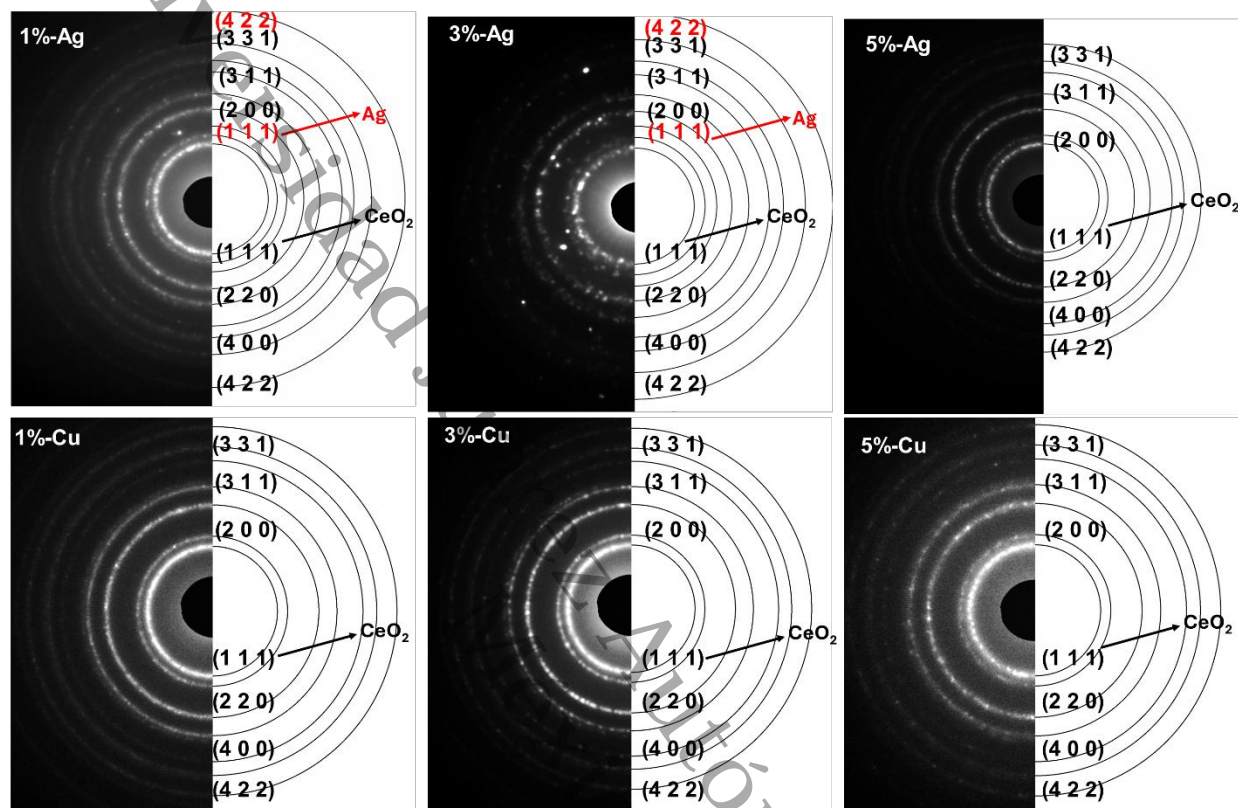 1%-Ag
(4 2 2)
(3 3 1)
(3 1 1)
(2 0 0)
(1 1 1)
Ag
CeO₂
(1 1 1)
(2 2 0)
(4 0 0)
(4 2 2)
3%-Ag
(4 2 2)
(3 3 1)
(3 1 1)
(2 0 0)
(1 1 1)
Ag
CeO₂
(1 1 1)
(2 2 0)
(4 0 0)
(4 2 2)
5%-Ag
(3 3 1)
(3 1 1)
(2 0 0)
CeO₂
(1 1 1)
(2 2 0)
(4 0 0)
(4 2 2)
1%-Cu
(3 3 1)
(3 1 1)
(2 0 0)
CeO₂
(1 1 1)
(2 2 0)
(4 0 0)
(4 2 2)
3%-Cu
(3 3 1)
(3 1 1)
(2 0 0)
CeO₂
(1 1 1)
(2 2 0)
(4 0 0)
(4 2 2)
5%-Cu
(3 3 1)
(3 1 1)
(2 0 0)
CeO₂
(1 1 1)
(2 2 0)
(4 0 0)
(4 2 2)